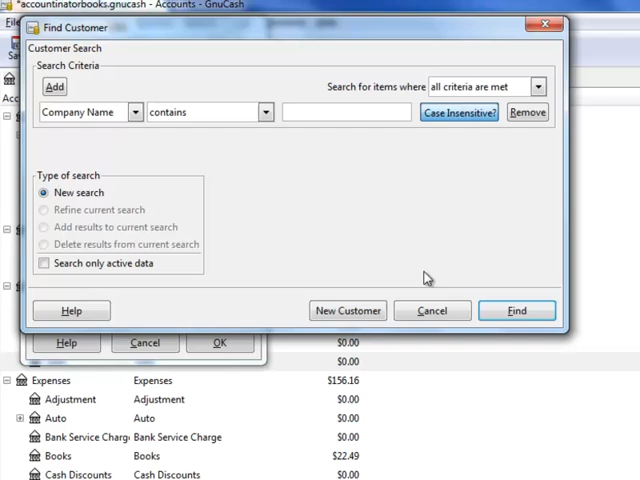 *accountinatorbooks.gnucash - Accounts - GnuCash
Find Customer
Customer Search
Search Criteria
Add
Search for items where all criteria are met
Company Name contains Case Insensitive? Remove
Type of search
New search
Refine current search
Add results to current search
Delete results from current search
Search only active data
Help New Customer Cancel Find
Help Cancel OK $0.00
$0.00
Expenses Expenses $156.16
Adjustment Adjustment $0.00
Auto Auto $0.00
Bank Service Charg Bank Service Charge $0.00
Books Books $22.49
Cash Discounts Cash Discounts $0.00